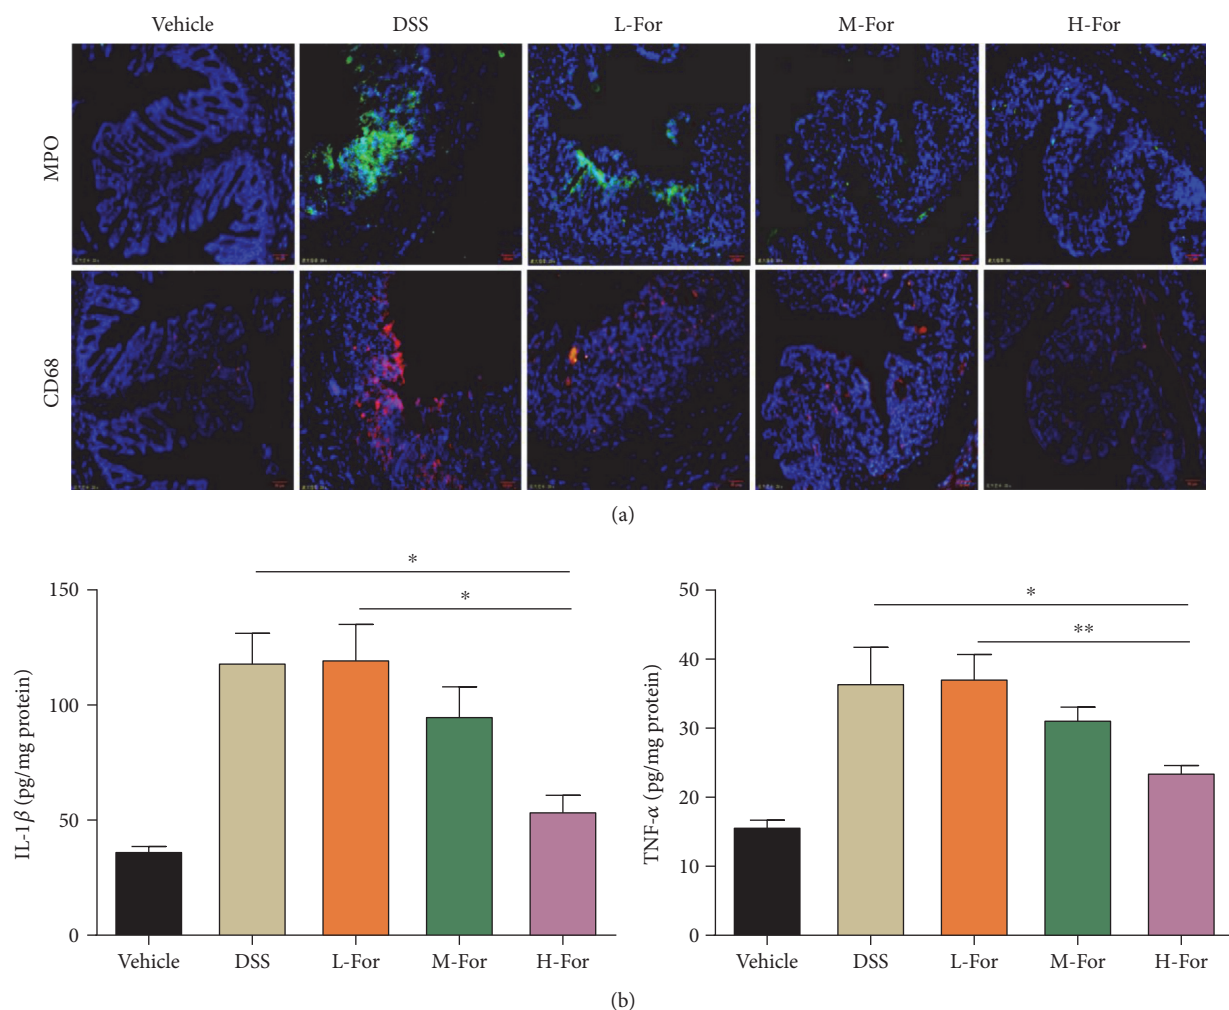 Vehicle DSS L-For M-For H-For
MPO
CD68
(a)
IL-1β (pg/mg protein)
150
100
50
0
*
*
Vehicle DSS L-For M-For H-For
TNF-α (pg/mg protein)
50
40
30
20
10
0
*
**
Vehicle DSS L-For M-For H-For
(b)